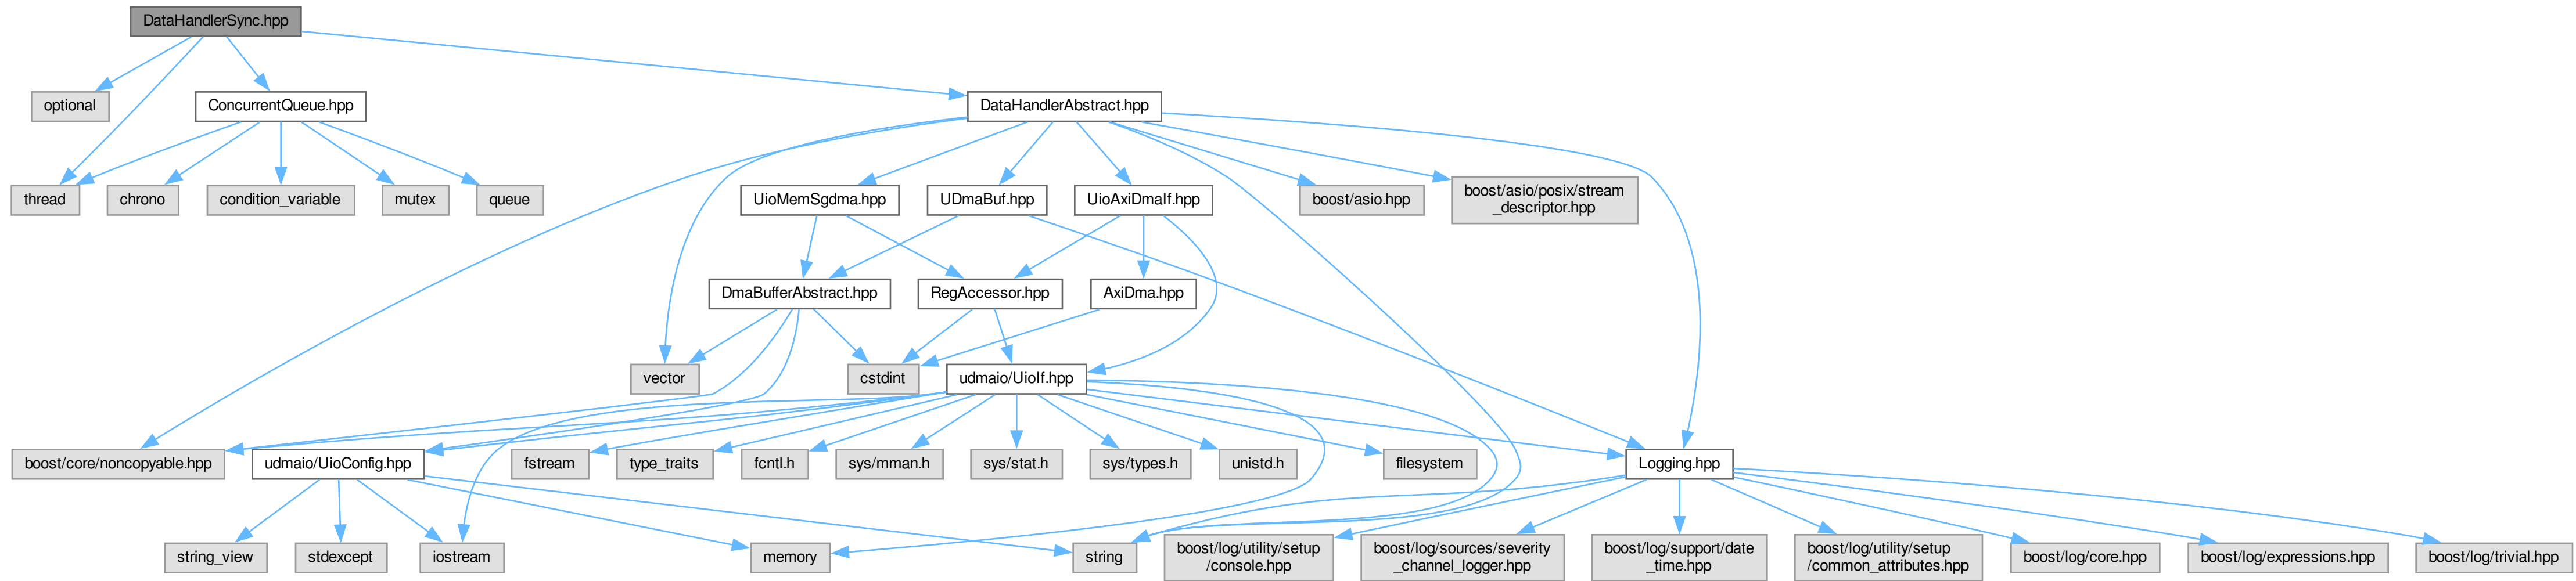 DataHandlerSync.hpp
optional
ConcurrentQueue.hpp
DataHandlerAbstract.hpp
thread
chrono
condition_variable
mutex
queue
UioMemSgdma.hpp
UDmaBuf.hpp
UioAxiDmaIf.hpp
boost/asio.hpp
boost/asio/posix/stream
_descriptor.hpp
DmaBufferAbstract.hpp
RegAccessor.hpp
AxiDma.hpp
vector
cstdint
udmaio/UioIf.hpp
boost/core/noncopyable.hpp
udmaio/UioConfig.hpp
fstream
type_traits
fcntl.h
sys/mman.h
sys/stat.h
sys/types.h
unistd.h
filesystem
Logging.hpp
string_view
stdexcept
iostream
memory
string
boost/log/utility/setup
/console.hpp
boost/log/sources/severity
_channel_logger.hpp
boost/log/support/date
_time.hpp
boost/log/utility/setup
/common_attributes.hpp
boost/log/core.hpp
boost/log/expressions.hpp
boost/log/trivial.hpp